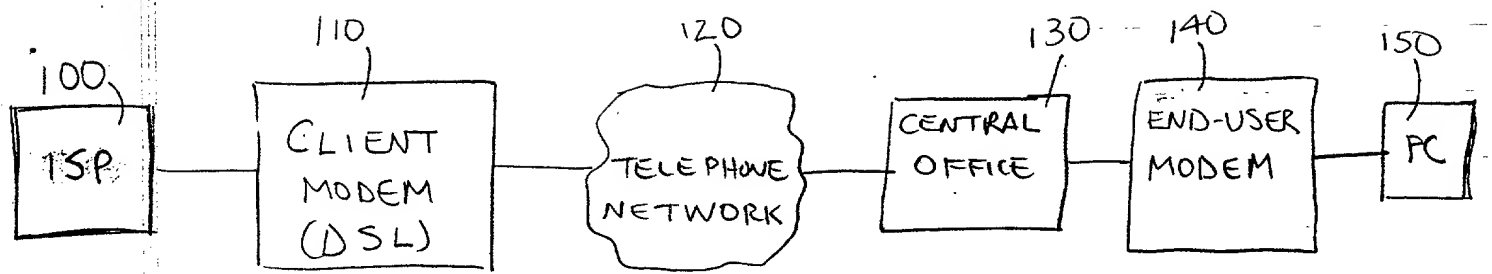 100
110
120
130
140
150
ISP
CLIENT
MODEM
(DSL)
TELEPHONE
NETWORK
CENTRAL
OFFICE
END-USER
MODEM
PC